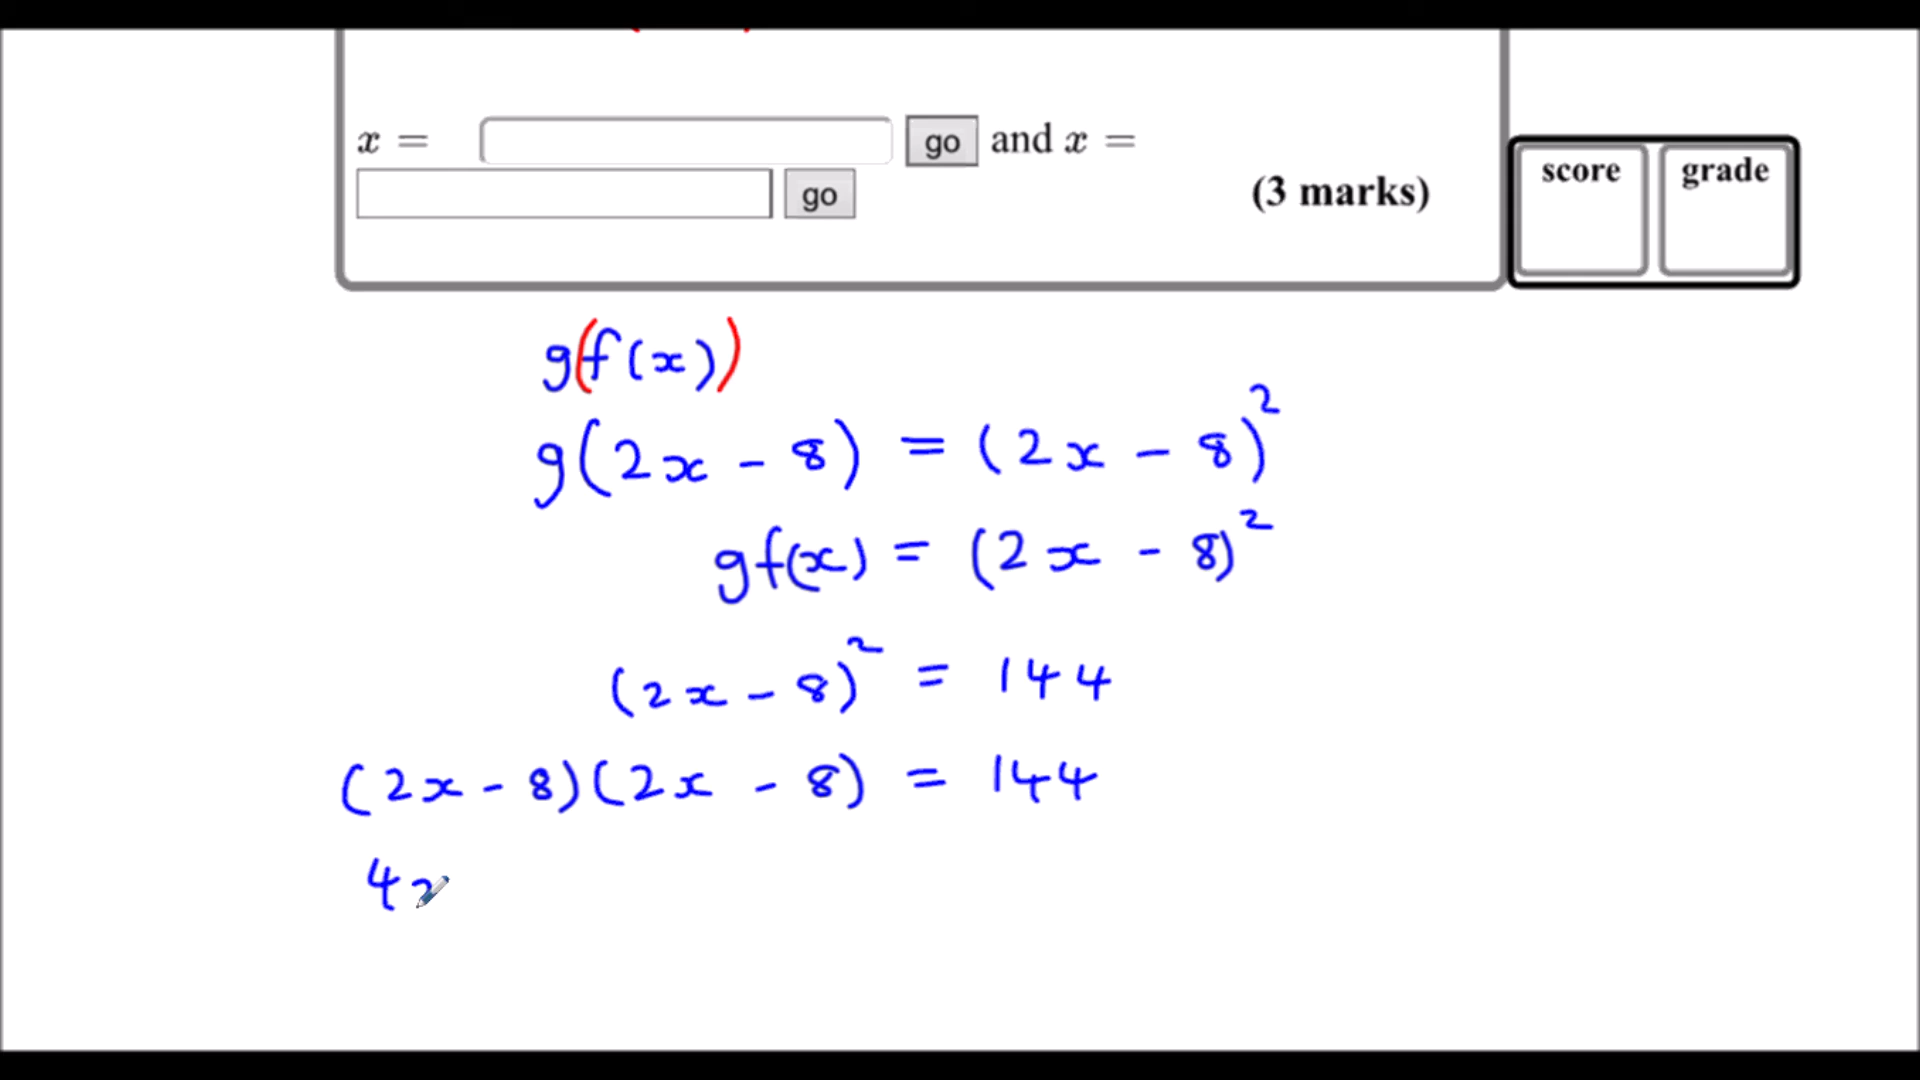 x = go and x =
go (3 marks)
score grade
g(f(x))
g(2x - 8) = (2x - 8)²
gf(x) = (2x - 8)²
(2x - 8)² = 144
(2x - 8)(2x - 8) = 144
4